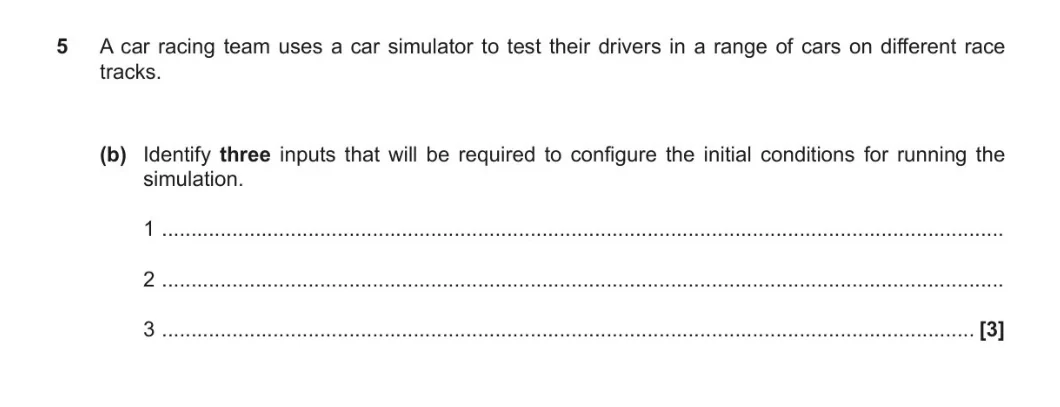 5 A car racing team uses a car simulator to test their drivers in a range of cars on different race
tracks.
(b) Identify three inputs that will be required to configure the initial conditions for running the
simulation.
1 ................................................................................................................................................
2 ................................................................................................................................................
3 ........................................................................................................................................... [3]